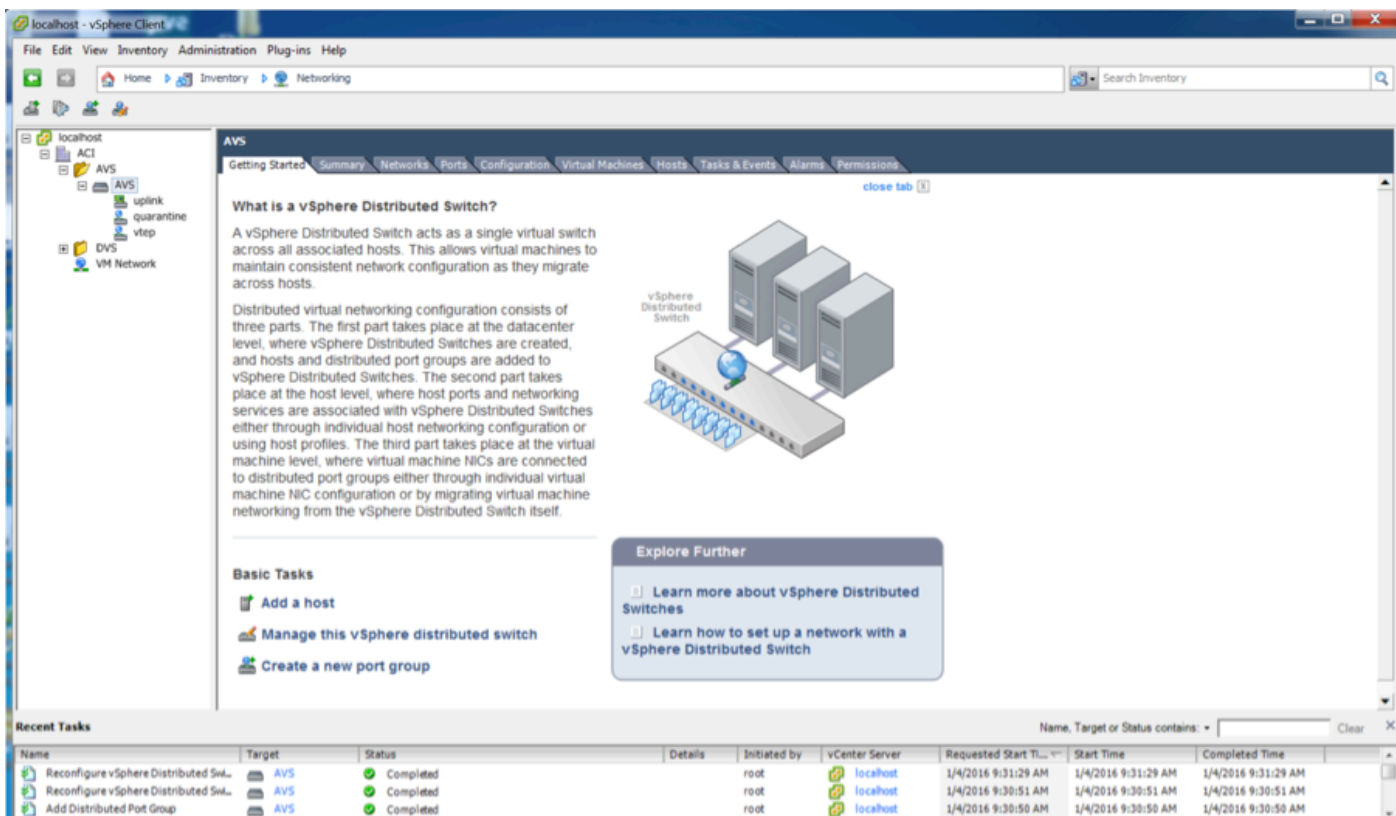 localhost - vSphere Client
File Edit View Inventory Administration Plug-ins Help
Home Inventory Networking
Search Inventory
localhost
ACI
AVS
AVS
uplink
quarantine
vtep
DVS
VM Network
AVS
Getting Started Summary Networks Ports Configuration Virtual Machines Hosts Tasks & Events Alarms Permissions
close tab X
What is a vSphere Distributed Switch?
A vSphere Distributed Switch acts as a single virtual switch
across all associated hosts. This allows virtual machines to
maintain consistent network configuration as they migrate
across hosts.
Distributed virtual networking configuration consists of
three parts. The first part takes place at the datacenter
level, where vSphere Distributed Switches are created,
and hosts and distributed port groups are added to
vSphere Distributed Switches. The second part takes
place at the host level, where host ports and networking
services are associated with vSphere Distributed Switches
either through individual host networking configuration or
using host profiles. The third part takes place at the virtual
machine level, where virtual machine NICs are connected
to distributed port groups either through individual virtual
machine NIC configuration or by migrating virtual machine
networking from the vSphere Distributed Switch itself.
vSphere
Distributed
Switch
Basic Tasks
Add a host
Manage this vSphere distributed switch
Create a new port group
Explore Further
Learn more about vSphere Distributed
Switches
Learn how to set up a network with a
vSphere Distributed Switch
Recent Tasks
Name, Target or Status contains: Clear
Name Target Status Details Initiated by vCenter Server Requested Start Ti... Start Time Completed Time
Reconfigure vSphere Distributed Swi... AVS Completed root localhost 1/4/2016 9:31:29 AM 1/4/2016 9:31:29 AM 1/4/2016 9:31:29 AM
Reconfigure vSphere Distributed Swi... AVS Completed root localhost 1/4/2016 9:30:51 AM 1/4/2016 9:30:51 AM 1/4/2016 9:30:51 AM
Add Distributed Port Group AVS Completed root localhost 1/4/2016 9:30:50 AM 1/4/2016 9:30:50 AM 1/4/2016 9:30:50 AM